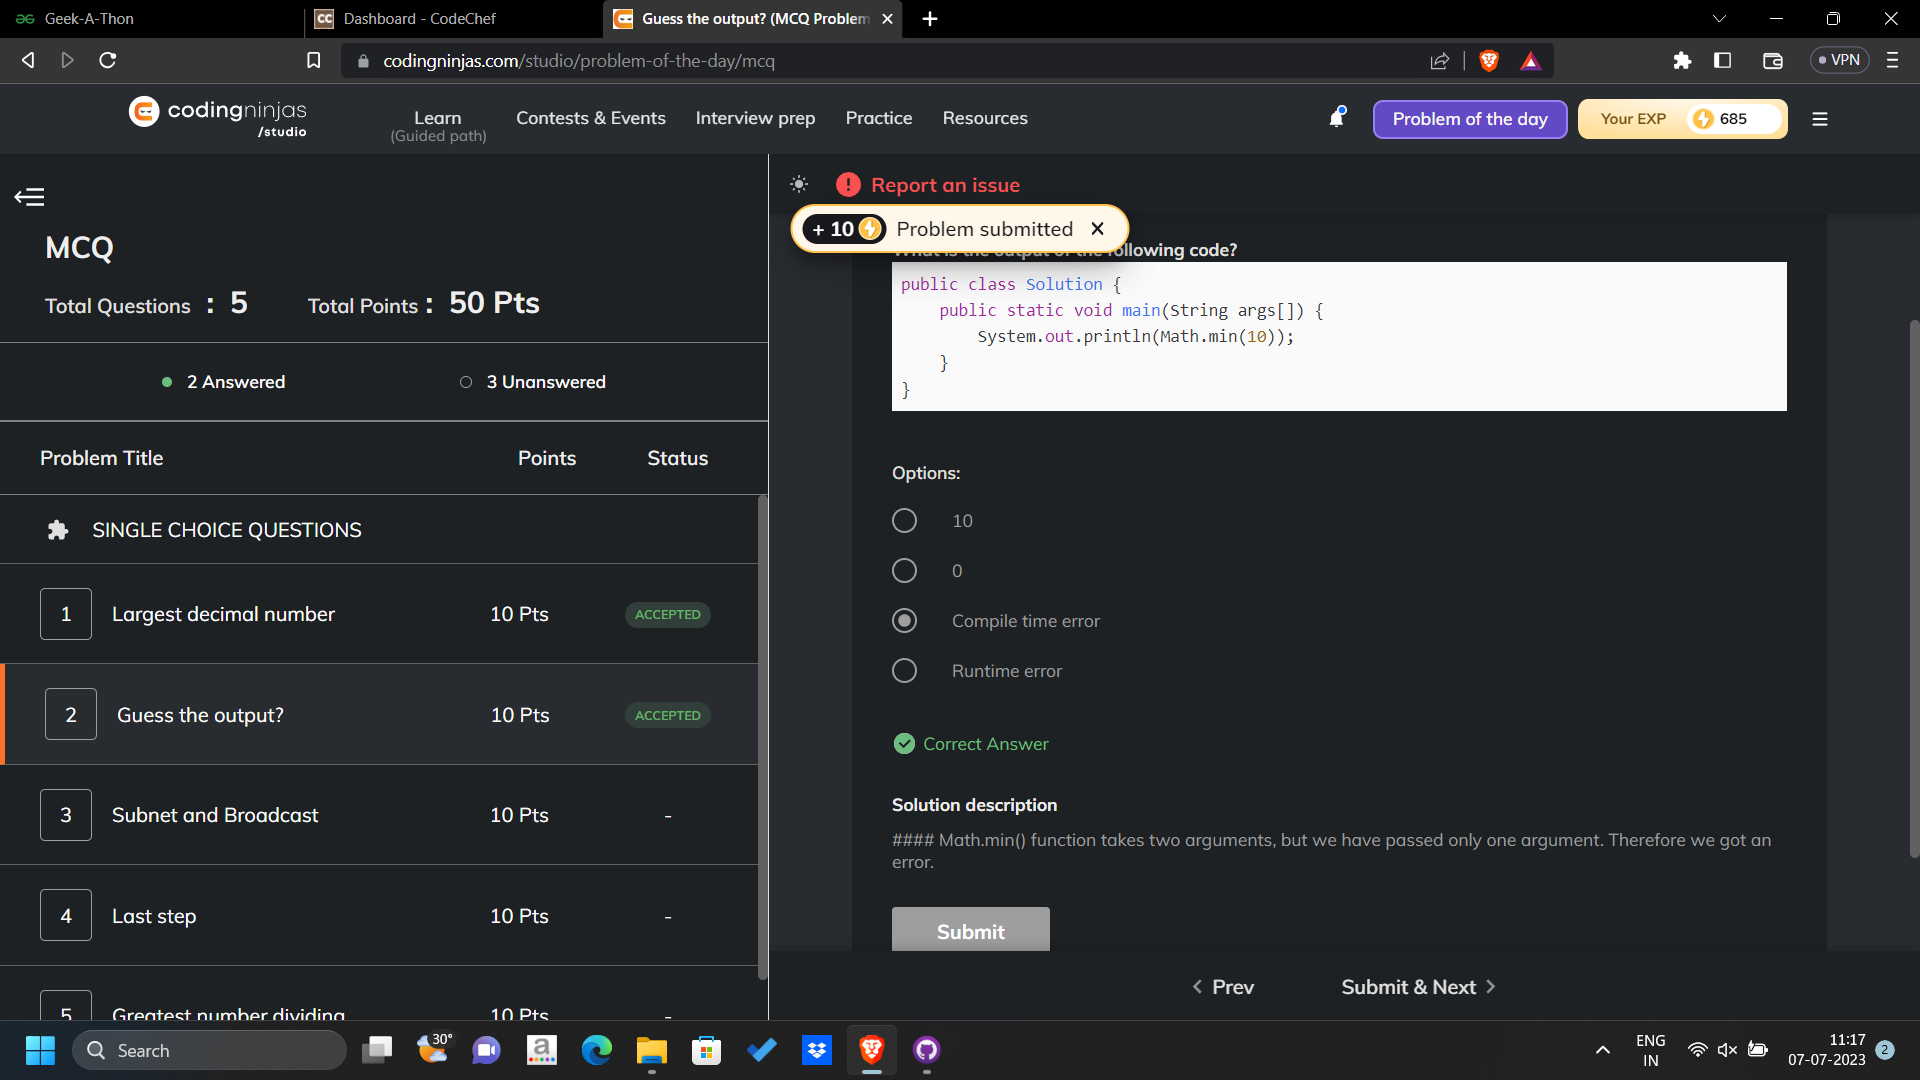 Geek-A-Thon
CC Dashboard - CodeChef
Guess the output? (MCQ Problem
codingninjas.com/studio/problem-of-the-day/mcq
VPN
codingninjas
/studio
Learn
(Guided path)
Contests & Events
Interview prep
Practice
Resources
Problem of the day
Your EXP
685
MCQ
Total Questions : 5
Total Points : 50 Pts
2 Answered
3 Unanswered
Problem Title
Points
Status
SINGLE CHOICE QUESTIONS
1 Largest decimal number 10 Pts ACCEPTED
2 Guess the output? 10 Pts ACCEPTED
3 Subnet and Broadcast 10 Pts -
4 Last step 10 Pts -
5 Greatest number dividing 10 Pts -
Report an issue
+ 10 Problem submitted
What is the output of the following code?
public class Solution {
public static void main(String args[]) {
System.out.println(Math.min(10));
}
}
Options:
10
0
Compile time error
Runtime error
Correct Answer
Solution description
#### Math.min() function takes two arguments, but we have passed only one argument. Therefore we got an
error.
Submit
Prev
Submit & Next
Search
30°
a
ENG
IN
11:17
07-07-2023
2